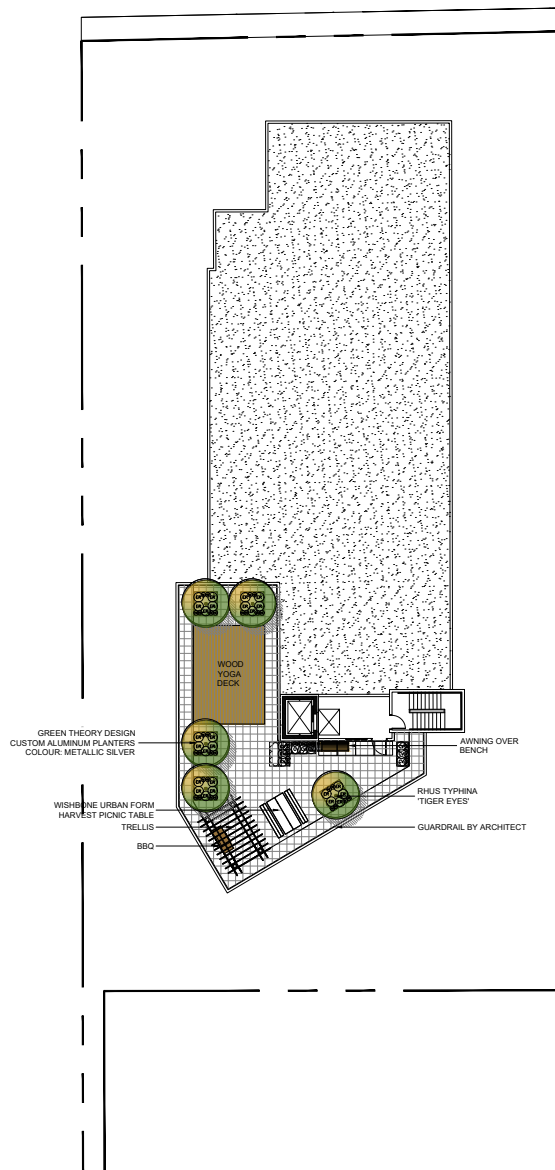 WOOD
YOGA
DECK
GREEN THEORY DESIGN
CUSTOM ALUMINUM PLANTERS
COLOUR: METALLIC SILVER
AWNING OVER
BENCH
WISHBONE URBAN FORM
HARVEST PICNIC TABLE
TRELLIS
BBQ
RHUS TYPHINA
'TIGER EYES'
GUARDRAIL BY ARCHITECT